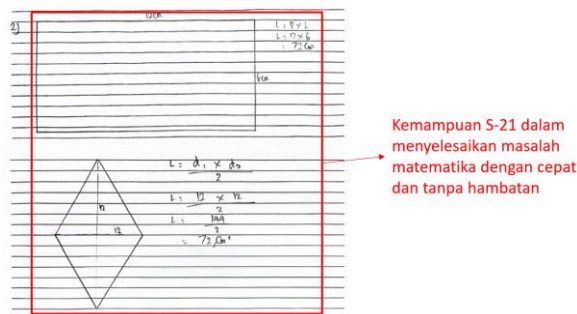 12cm
2)
L = P × L
L = 12 × 6
= 72 Cm
6cm
L = d₁ × d₂
2
L = 12 × 12
2
12
L = 144
2
12
= 72 Cm²
Kemampuan S-21 dalam
menyelesaikan masalah
matematika dengan cepat
dan tanpa hambatan